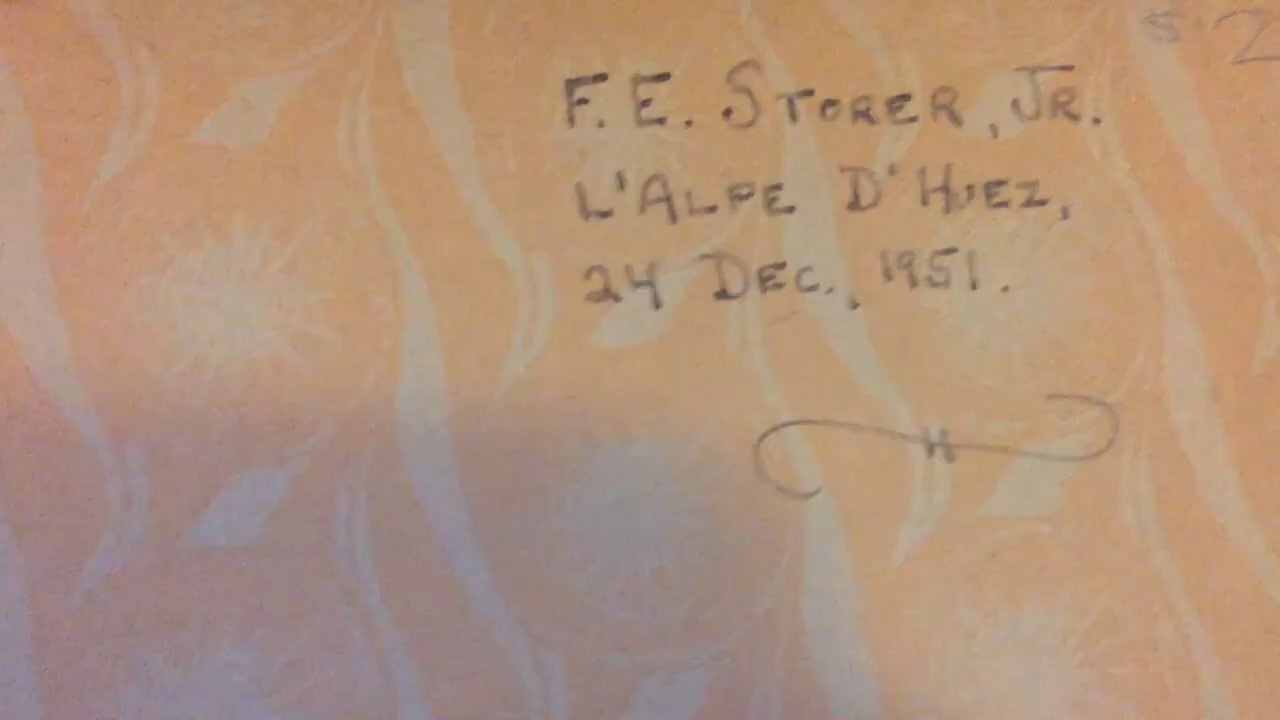 F. E. STORER, JR.
L'ALPE D'HUEZ,
24 DEC., 1951.